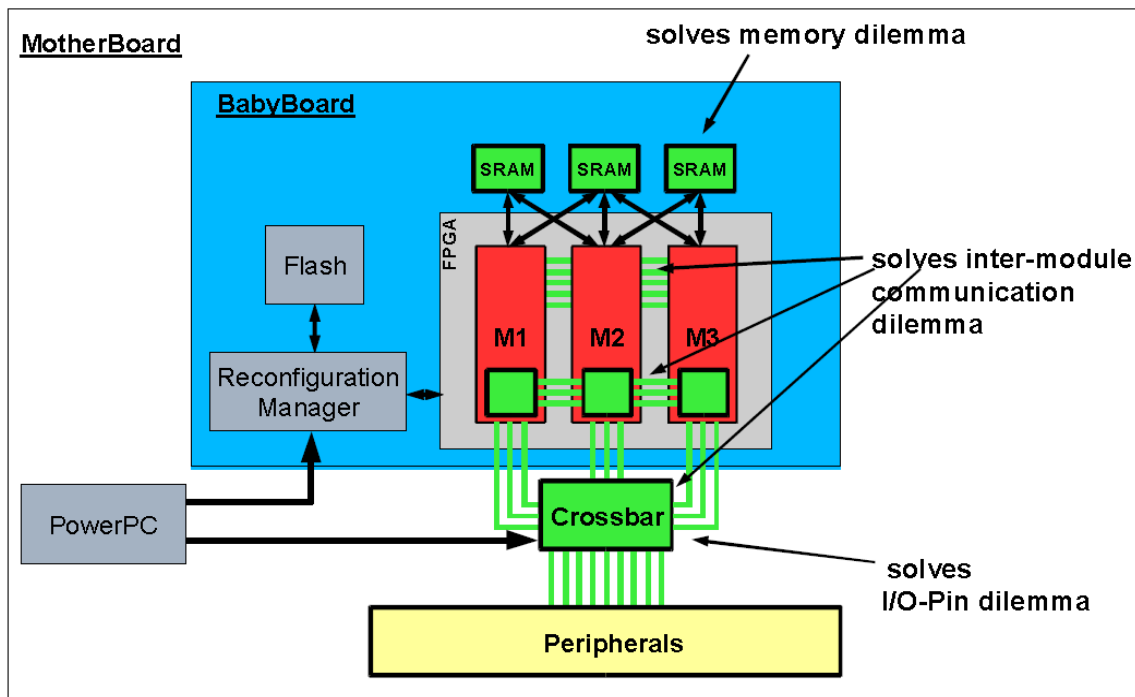 MotherBoard
solves memory dilemma
BabyBoard
SRAM
SRAM
SRAM
FPGA
Flash
solves inter-module
communication
dilemma
M1
M2
M3
Reconfiguration
Manager
PowerPC
Crossbar
solves
I/O-Pin dilemma
Peripherals